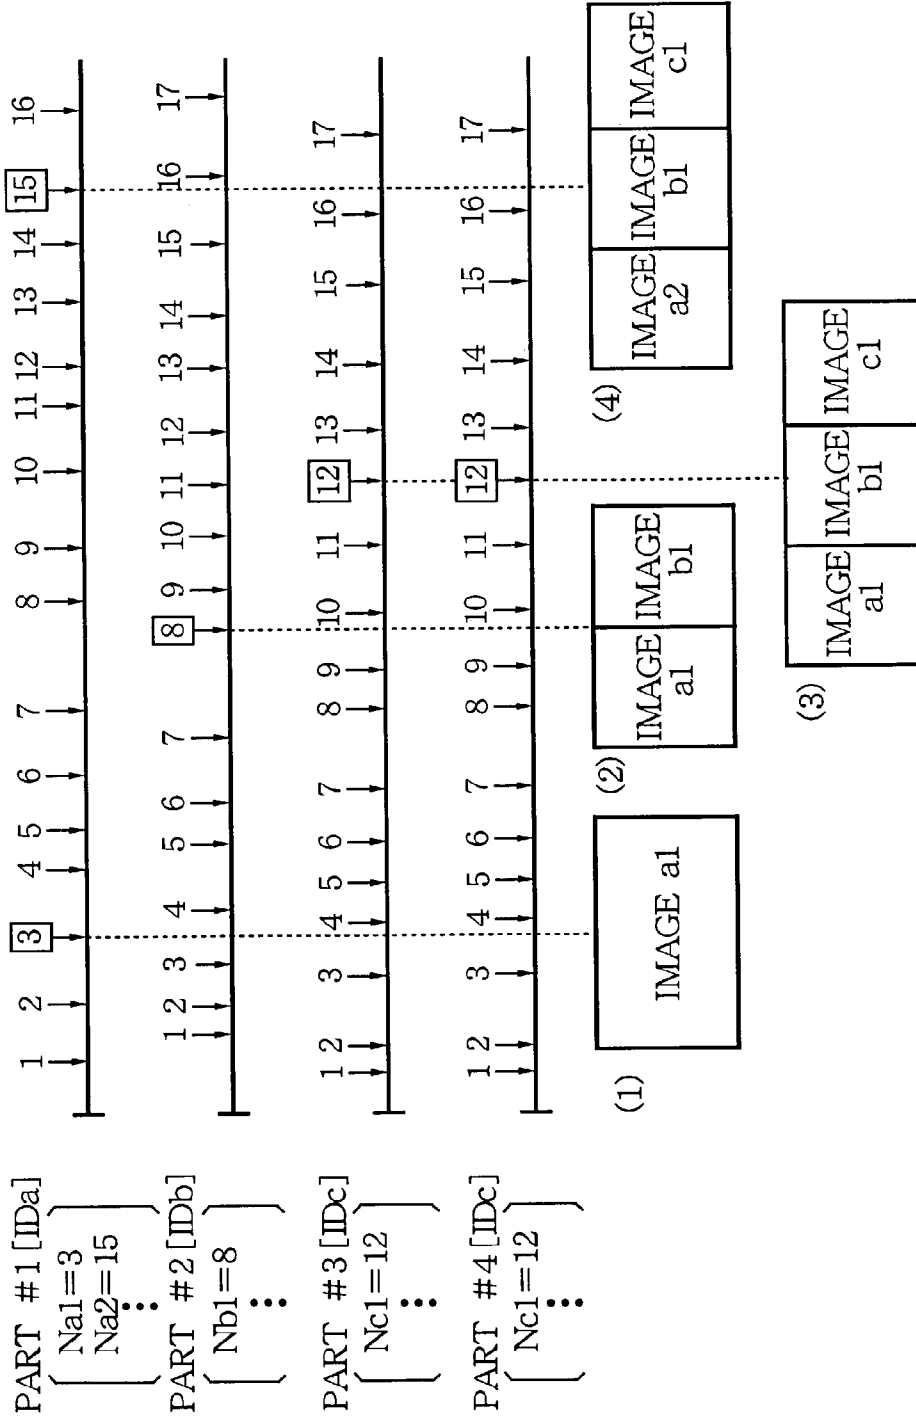 PART #1[IDa]
Na1=3
Na2=15
1 2 3 4 5 6 7 8 9 10 11 12 13 14 15 16
PART #2[IDb]
Nb1=8
1 2 3 4 5 6 7 8 9 10 11 12 13 14 15 16 17
PART #3[IDc]
Nc1=12
1 2 3 4 5 6 7 8 9 10 11 12 13 14 15 16 17
PART #4[IDc]
Nc1=12
1 2 3 4 5 6 7 8 9 10 11 12 13 14 15 16 17
(1)
IMAGE a1
(2)
IMAGE a1
IMAGE b1
(3)
IMAGE a1
IMAGE b1
IMAGE c1
(4)
IMAGE a2
IMAGE b1
IMAGE c1